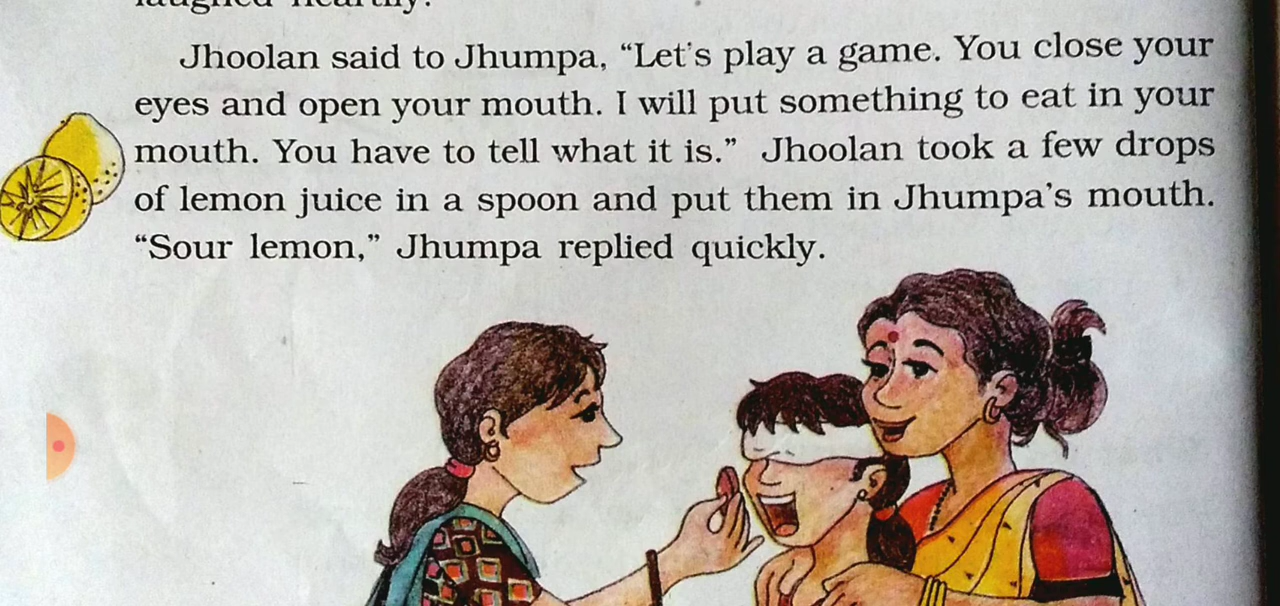 Jhoolan said to Jhumpa, “Let’s play a game. You close your
eyes and open your mouth. I will put something to eat in your
mouth. You have to tell what it is.” Jhoolan took a few drops
of lemon juice in a spoon and put them in Jhumpa’s mouth.
“Sour lemon,” Jhumpa replied quickly.